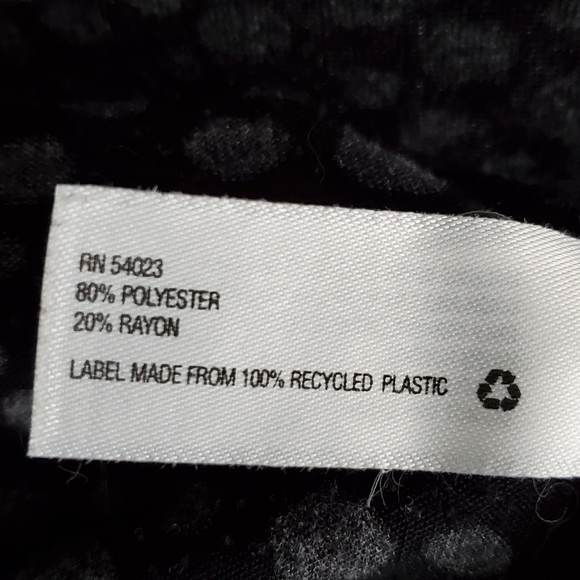 RN 54023
80% POLYESTER
20% RAYON
LABEL MADE FROM 100% RECYCLED PLASTIC